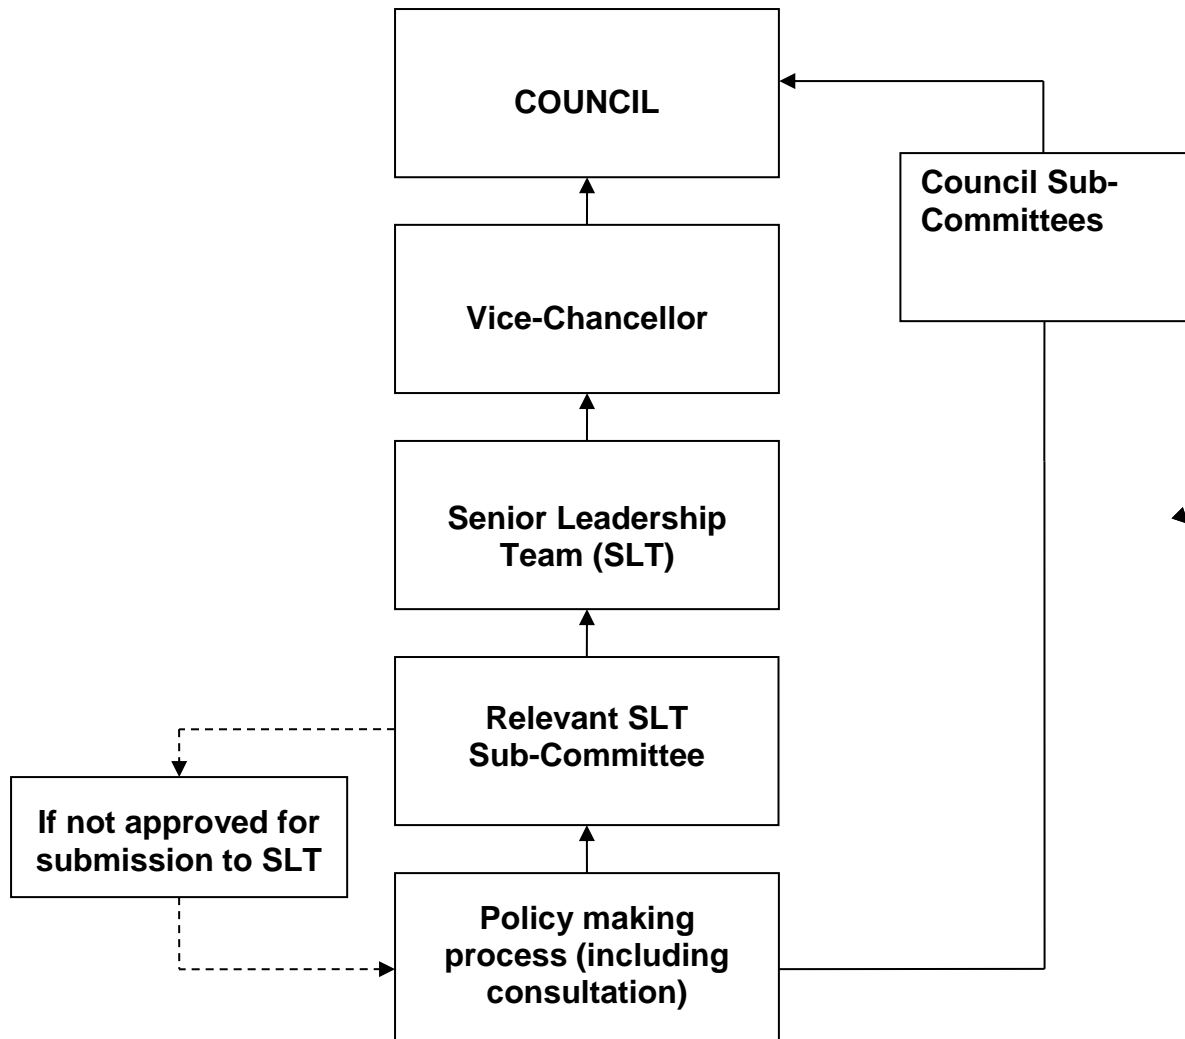 COUNCIL
Council Sub-
Committees
Vice-Chancellor
Senior Leadership
Team (SLT)
Relevant SLT
Sub-Committee
If not approved for
submission to SLT
Policy making
process (including
consultation)